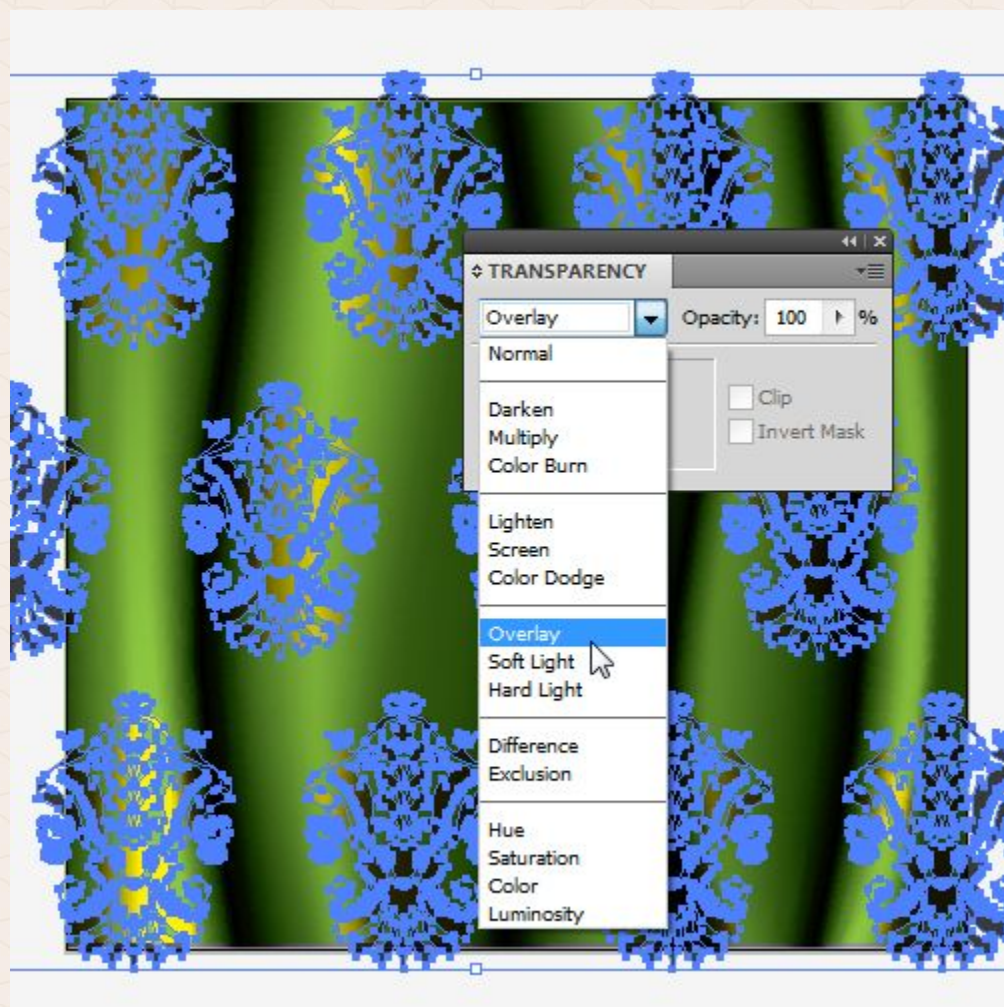 TRANSPARENCY
Overlay Opacity: 100 %
Normal
Darken
Multiply
Color Burn
Lighten
Screen
Color Dodge
Overlay
Soft Light
Hard Light
Difference
Exclusion
Hue
Saturation
Color
Luminosity
Clip
Invert Mask